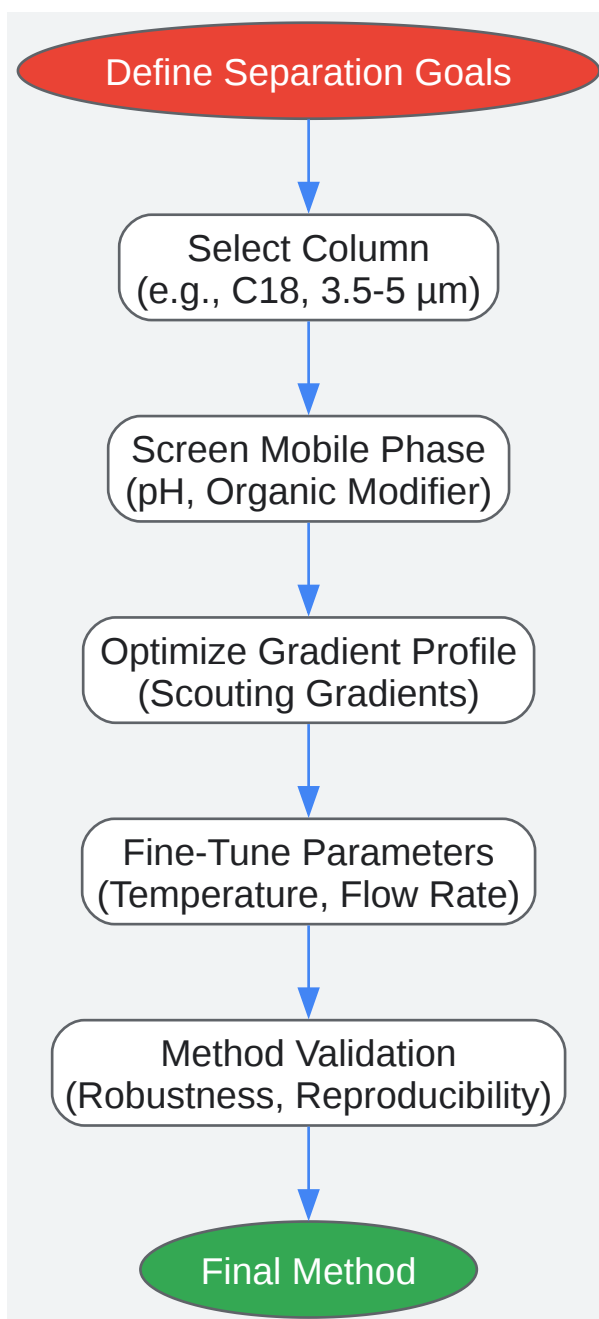 Define Separation Goals
Select Column
(e.g., C18, 3.5-5 µm)
Screen Mobile Phase
(pH, Organic Modifier)
Optimize Gradient Profile
(Scouting Gradients)
Fine-Tune Parameters
(Temperature, Flow Rate)
Method Validation
(Robustness, Reproducibility)
Final Method